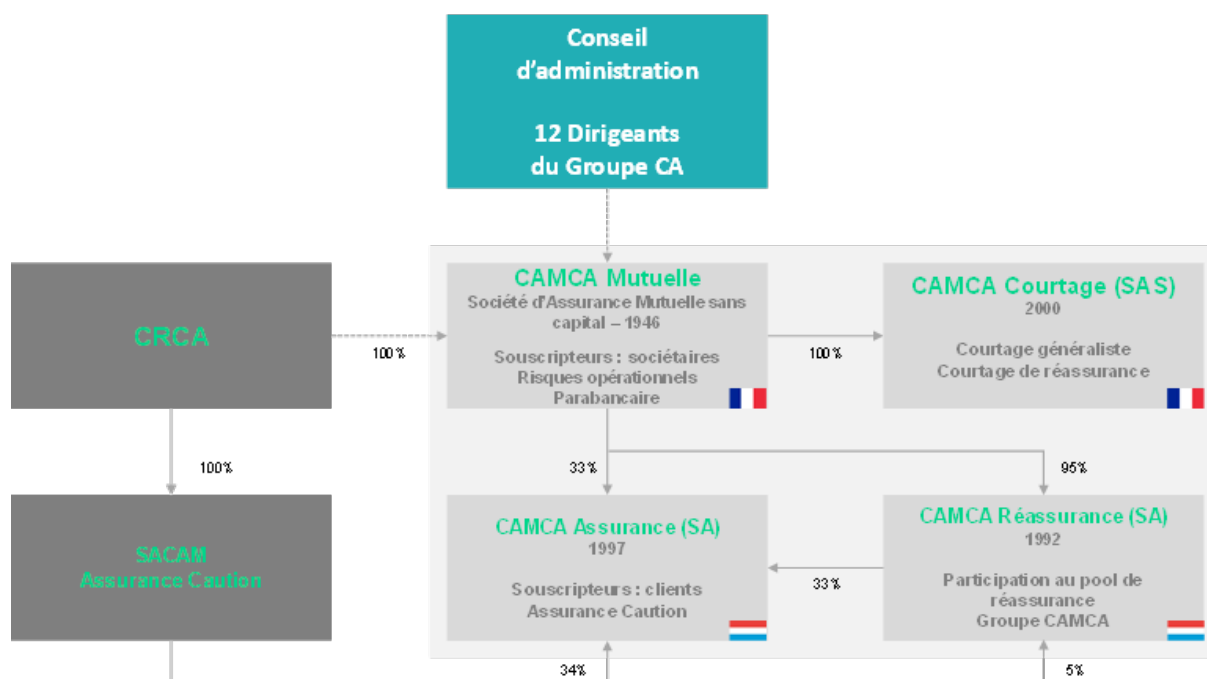 Conseil
d'administration
12 Dirigeants
du Groupe CA
CRCA
100%
CAMCA Mutuelle
Société d'Assurance Mutuelle sans
capital – 1946
Souscripteurs : sociétaires
Risques opérationnels
Parabancaire
100%
CAMCA Courtage (SAS)
2000
Courtage généraliste
Courtage de réassurance
100%
33%
95%
SACAM
Assurance Caution
CAMCA Assurance (SA)
1997
Souscripteurs : clients
Assurance Caution
33%
CAMCA Réassurance (SA)
1992
Participation au pool de
réassurance
Groupe CAMCA
34%
5%